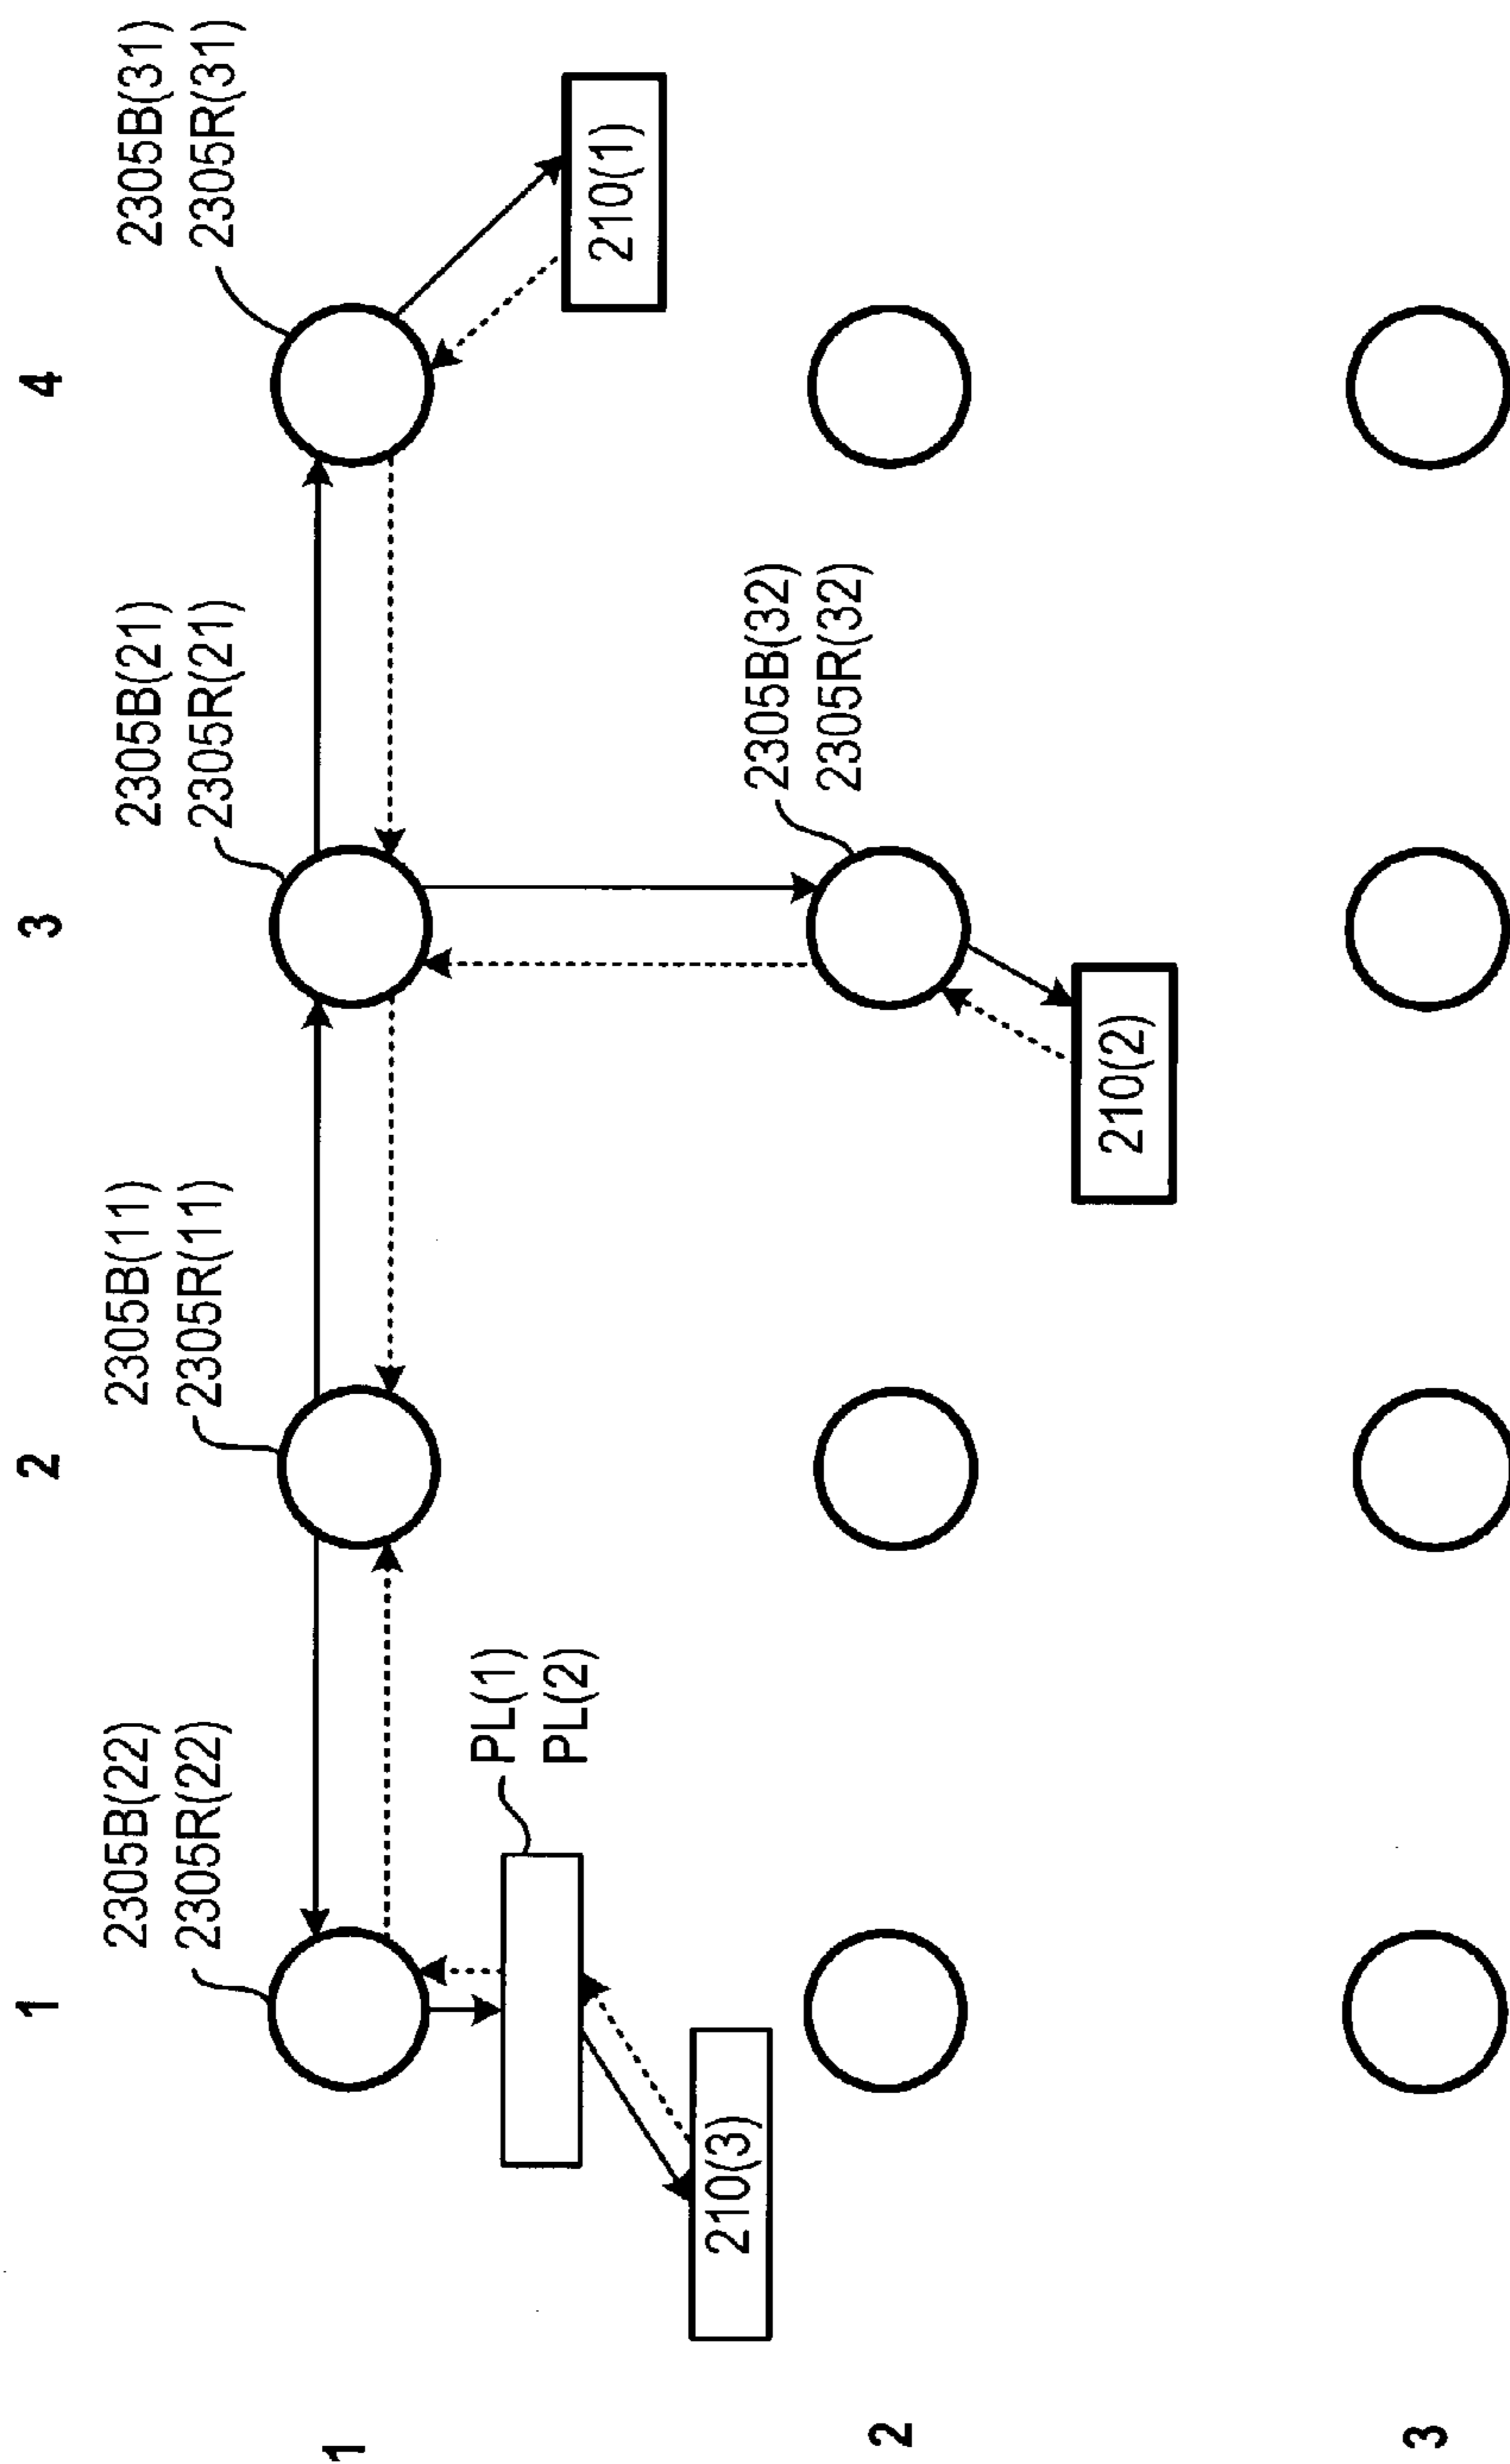 1
2
3
4
2305B(22)
2305R(22)
2305B(11)
2305R(11)
2305B(21)
2305R(21)
2305B(31)
2305R(31)
1
PL(1)
PL(2)
210(3)
210(1)
2305B(32)
2305R(32)
2
210(2)
3